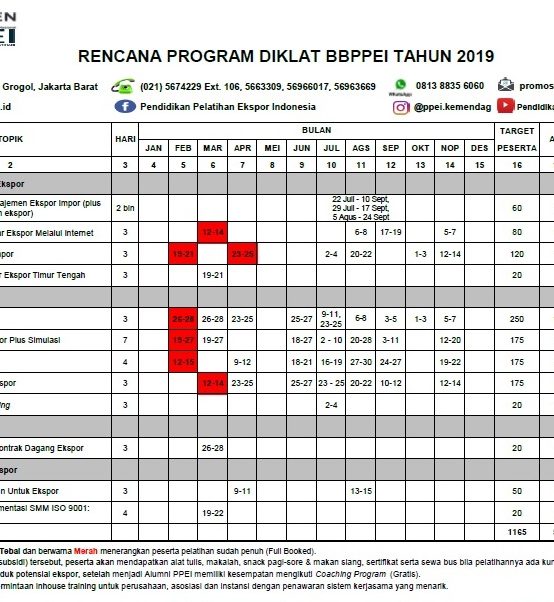 EN
EI
RENCANA PROGRAM DIKLAT BBPPEI TAHUN 2019
Grogol, Jakarta Barat (021) 5674229 Ext. 106, 5663309, 56966017, 56963669 WhatsApp 0813 8835 6060 promos
.id Pendidikan Pelatihan Ekspor Indonesia @ppei.kemendag Pendidika
TOPIK HARI BULAN TARGET PESERTA A
JAN FEB MAR APR MEI JUN JUL AGS SEP OKT NOP DES
2 3 4 5 6 7 8 9 10 11 12 13 14 15 16
Ekspor
ajemen Ekspor Impor (plus
n ekspor) 2 bln 22 Juli - 10 Sept, 29 Juli - 17 Sept, 5 Agus - 24 Sept 60
ar Ekspor Melalui Internet 3 12-14 6-8 17-19 5-7 80
npor 3 19-21 23-25 2-4 20-22 1-3 12-14 120
r Ekspor Timur Tengah 3 19-21 20
3 26-28 26-28 23-25 25-27 9-11, 23-25 6-8 3-5 1-3 5-7 250
or Plus Simulasi 7 19-27 19-27 18-27 2 - 10 20-28 3-11 12-20 175
4 12-15 9-12 18-21 16-19 27-30 24-27 19-22 175
spor 3 12-14 23-25 25-27 23 - 25 20-22 10-12 12-14 175
ing 3 2-4 20
ontrak Dagang Ekspor 3 26-28 20
spor
n Untuk Ekspor 3 9-11 13-15 50
mentasi SMM ISO 9001: 4 19-22 20
1165
Tebal dan berwarna Merah menerangkan peserta pelatihan sudah penuh (Full Booked).
subsidi) tersebut, peserta akan mendapatkan alat tulis, makalah, snack pagi-sore & makan siang, sertifikat serta sewa bus bila pelatihannya ada kun
duk potensial ekspor, setelah menjadi Alumni PPEI memiliki kesempatan mengikuti Coaching Program (Gratis).
rmintaan inhouse training untuk perusahaan, asosiasi dan instansi dengan penawaran sistem kerjasama yang menarik.